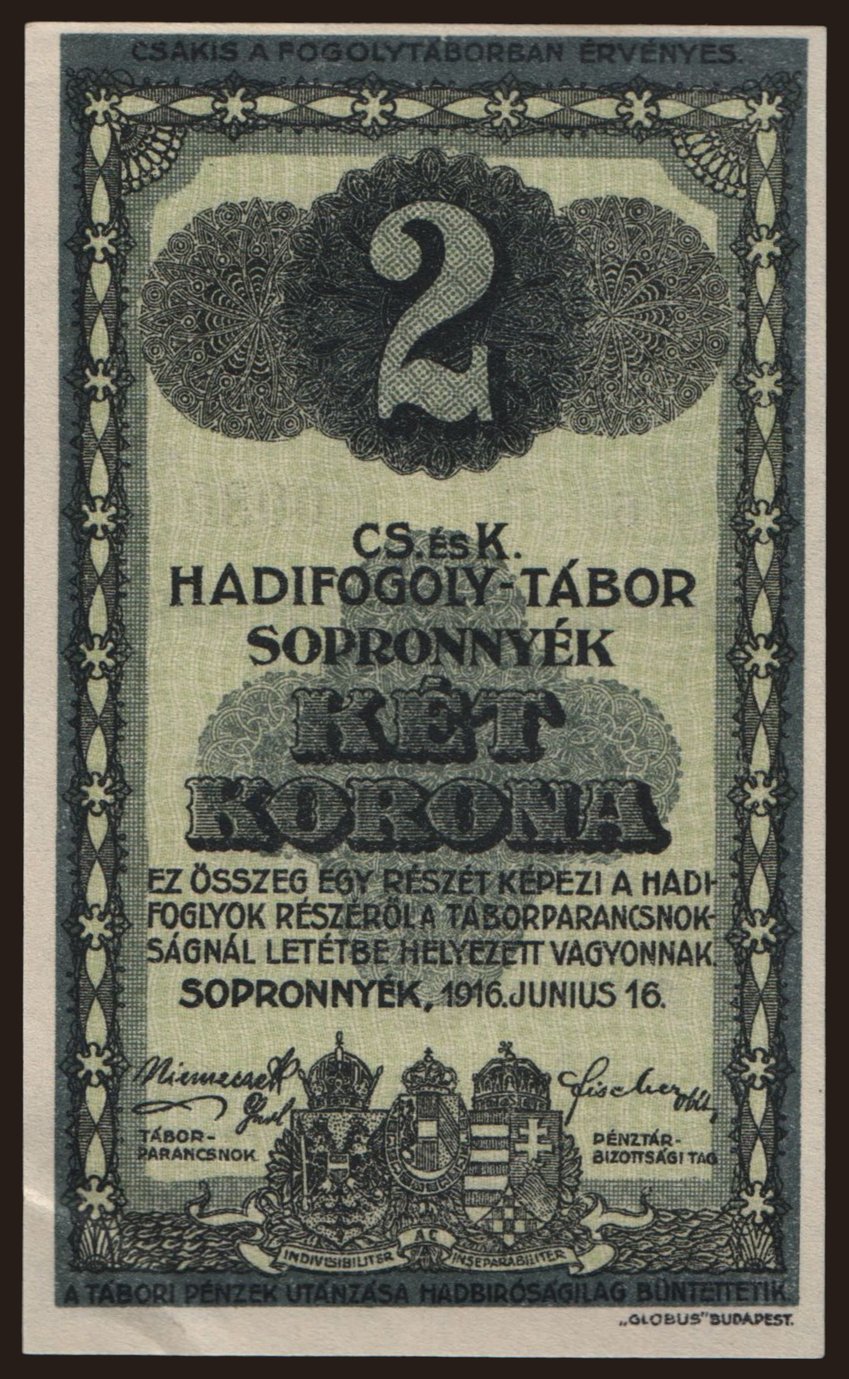 CSAKIS A FOGOLYTÁBORBAN ÉRVÉNYES.
2
CS. ÉS K.
HADIFOGOLY-TÁBOR
SOPRONNYÉK
KÉT
KORONA
EZ ÖSSZEG EGY RÉSZÉT KÉPEZI A HADI-
FOGLYOK RÉSZÉRŐL A TÁBORPARANCSNOK-
SÁGNÁL LETÉTBE HELYEZETT VAGYONNAK.
SOPRONNYÉK, 1916. JUNIUS 16.
Fischer
TÁBOR-
PARANCSNOK
PÉNZTÁR-
BIZOTTSÁGI TAG
INDIVISIBILITER AC INSEPARABILITER
A TÁBORI PÉNZEK UTÁNZÁSA HADBIRÓSÁGILAG BÜNTETTETIK
„GLOBUS" BUDAPEST.